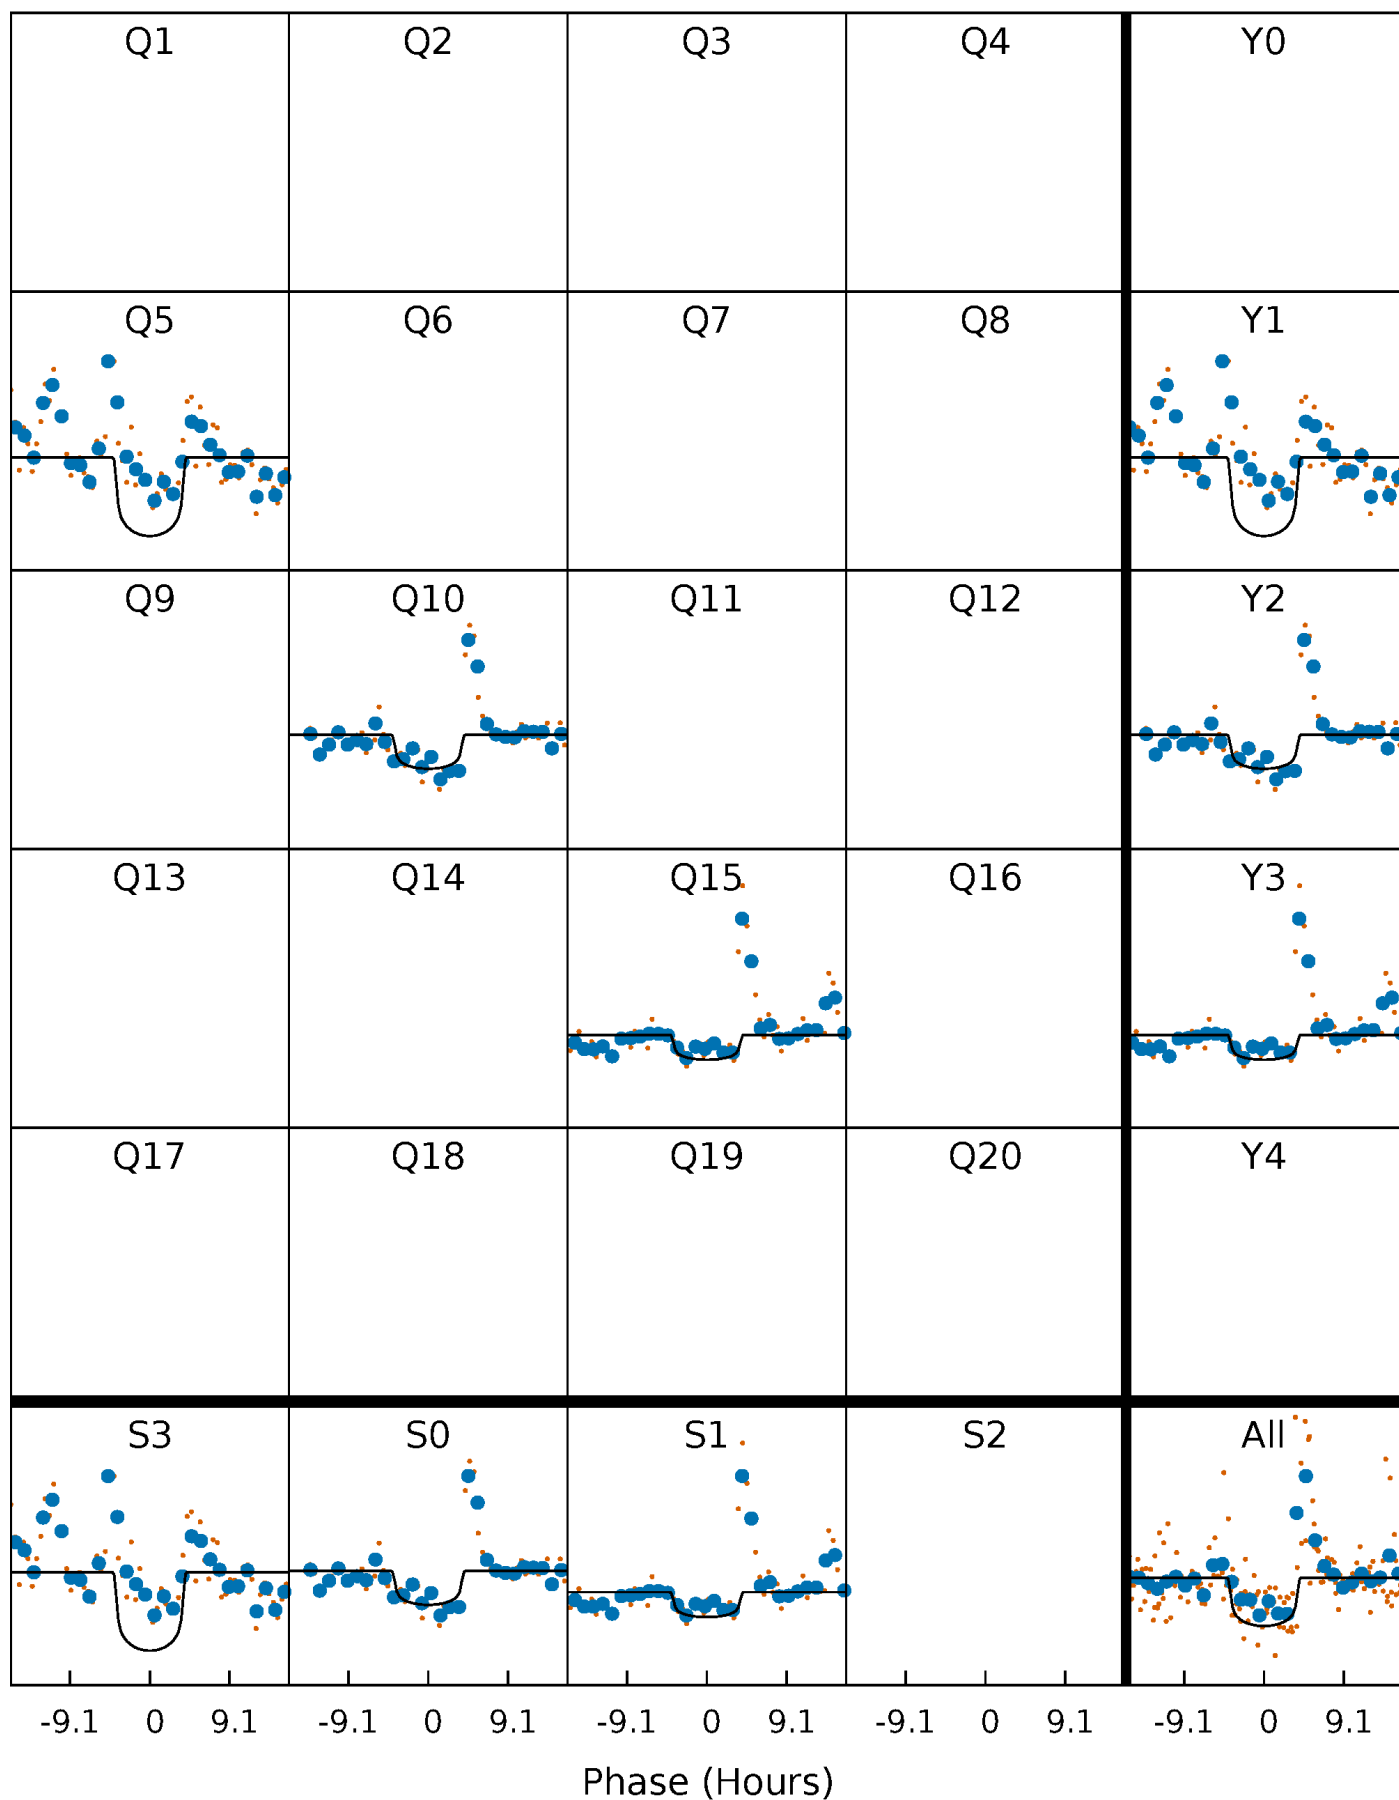 Q1 Q2 Q3 Q4 Y0
Q5 Q6 Q7 Q8 Y1
Q9 Q10 Q11 Q12 Y2
Q13 Q14 Q15 Q16 Y3
Q17 Q18 Q19 Q20 Y4
S3 S0 S1 S2 All
-9.1 0 9.1 -9.1 0 9.1 -9.1 0 9.1 -9.1 0 9.1 -9.1 0 9.1
Phase (Hours)